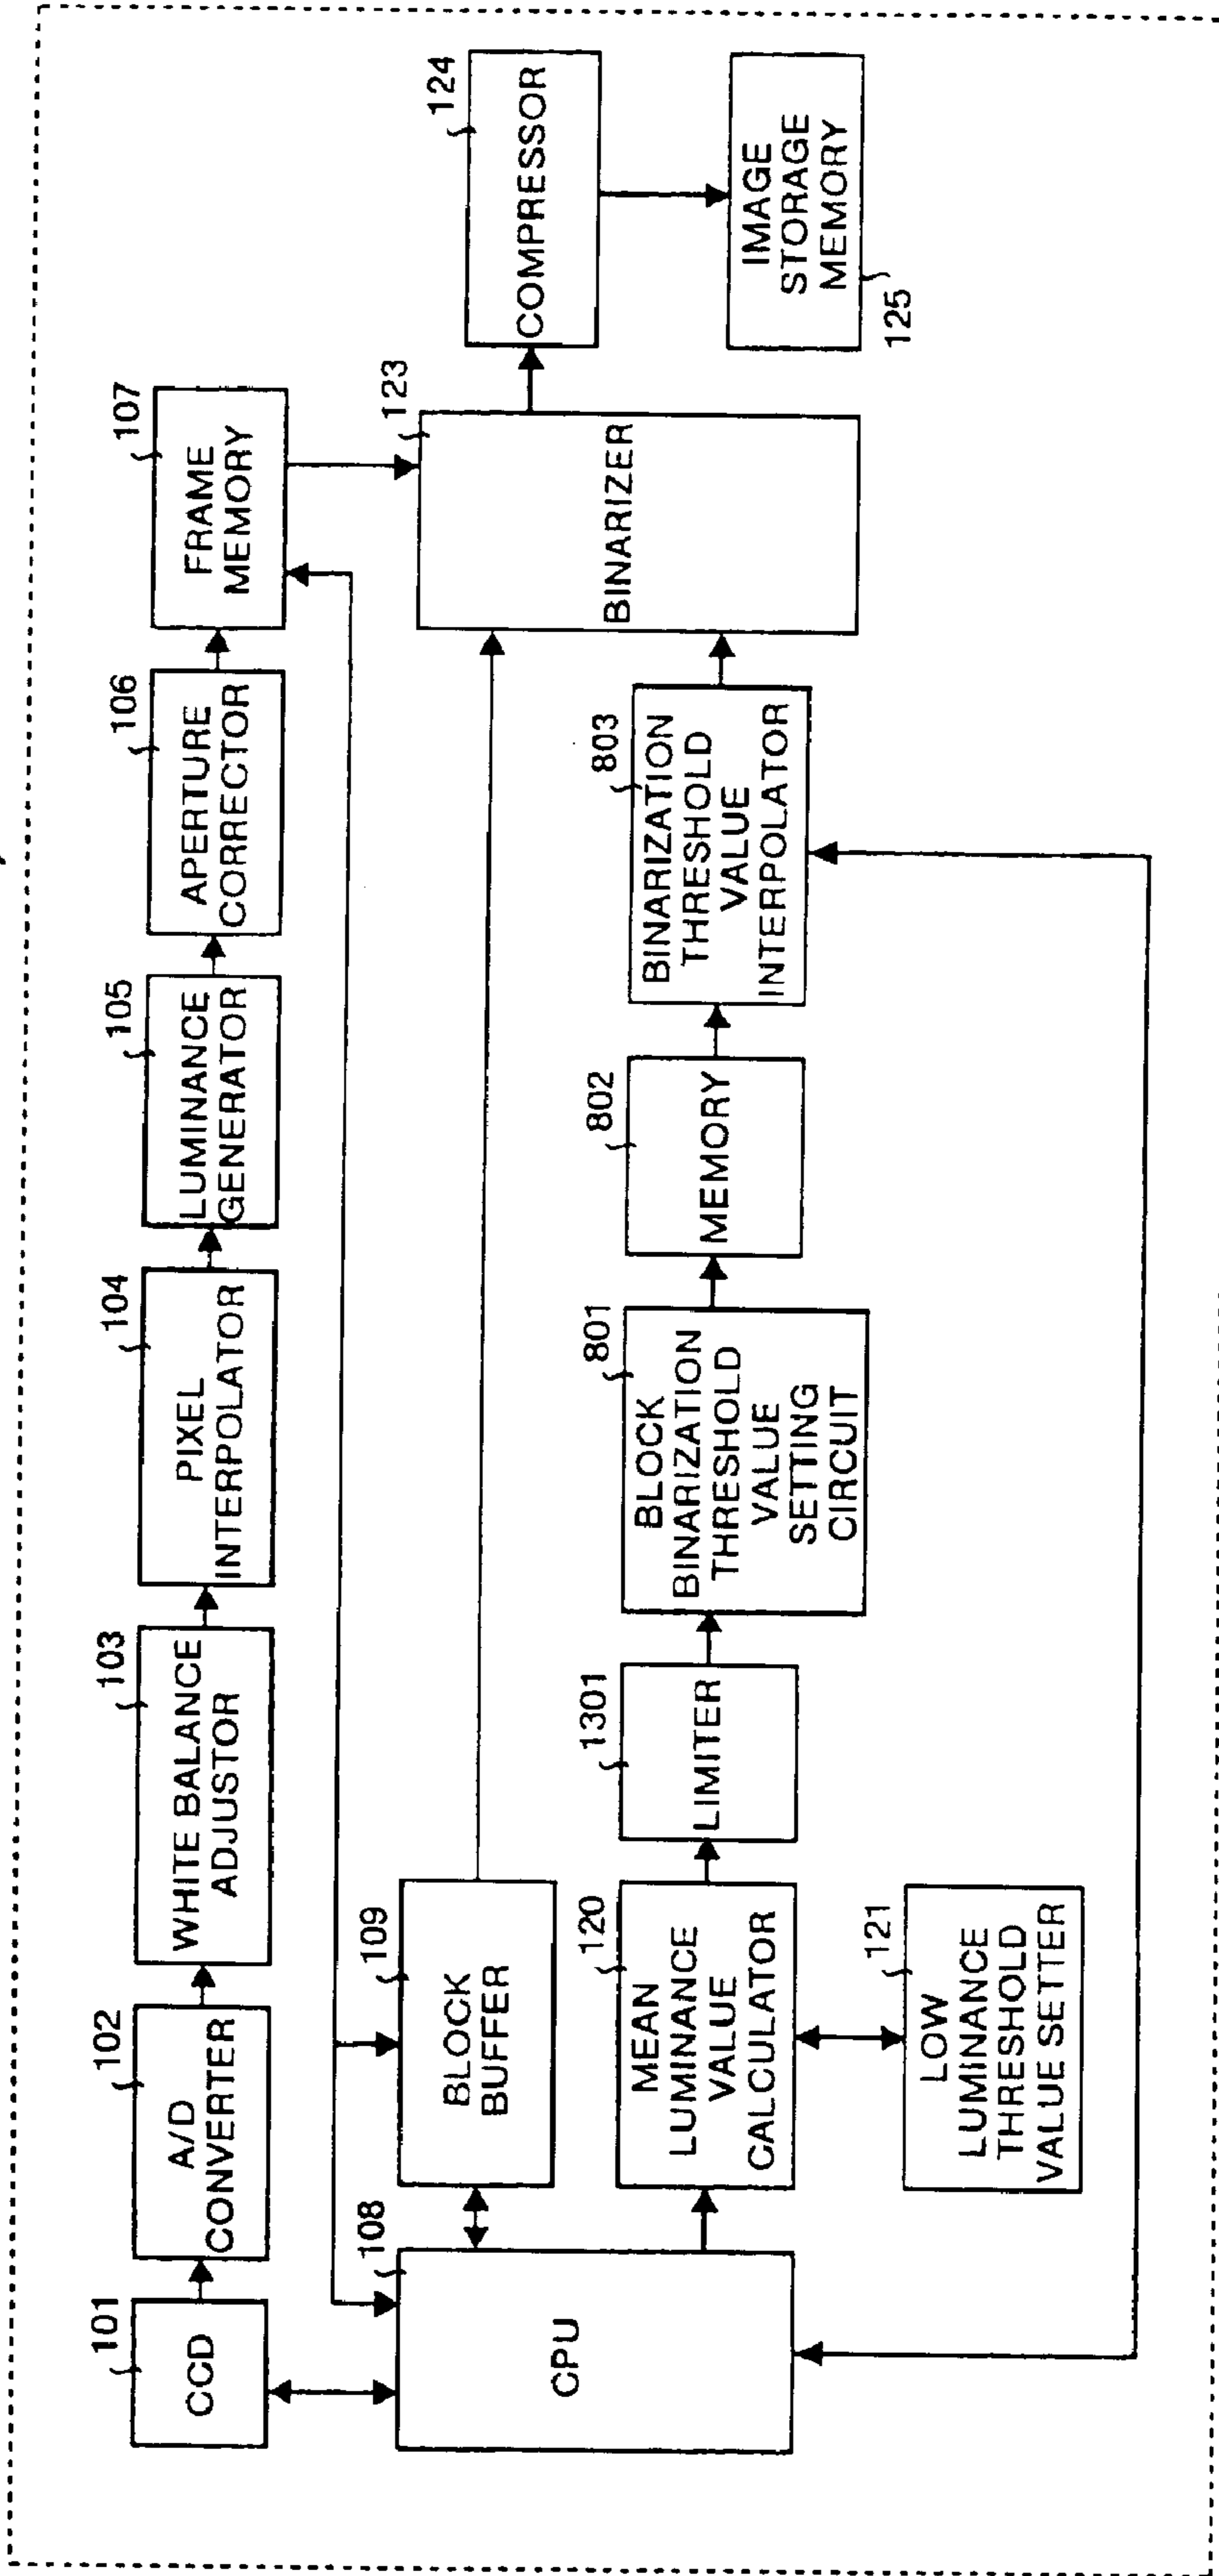 101
CCD
102
A/D
CONVERTER
103
WHITE BALANCE
ADJUSTOR
104
PIXEL
INTERPOLATOR
105
LUMINANCE
GENERATOR
106
APERTURE
CORRECTOR
107
FRAME
MEMORY
108
CPU
109
BLOCK
BUFFER
123
BINARIZER
124
COMPRESSOR
IMAGE
STORAGE
MEMORY
125
120
MEAN
LUMINANCE
VALUE
CALCULATOR
1301
LIMITER
801
BLOCK
BINARIZATION
THRESHOLD
VALUE
SETTING
CIRCUIT
802
MEMORY
803
BINARIZATION
THRESHOLD
VALUE
INTERPOLATOR
121
LOW
LUMINANCE
THRESHOLD
VALUE SETTER